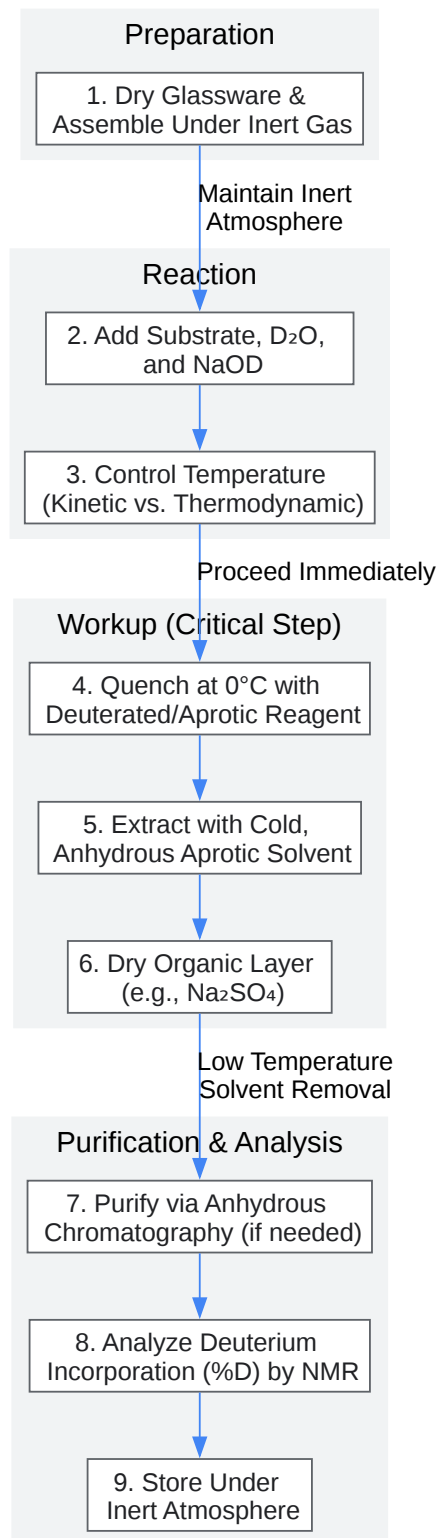 Preparation
1. Dry Glassware &
Assemble Under Inert Gas
Maintain Inert
Atmosphere
Reaction
2. Add Substrate, D₂O,
and NaOD
3. Control Temperature
(Kinetic vs. Thermodynamic)
Proceed Immediately
Workup (Critical Step)
4. Quench at 0°C with
Deuterated/Aprotic Reagent
5. Extract with Cold,
Anhydrous Aprotic Solvent
6. Dry Organic Layer
(e.g., Na₂SO₄)
Low Temperature
Solvent Removal
Purification & Analysis
7. Purify via Anhydrous
Chromatography (if needed)
8. Analyze Deuterium
Incorporation (%D) by NMR
9. Store Under
Inert Atmosphere